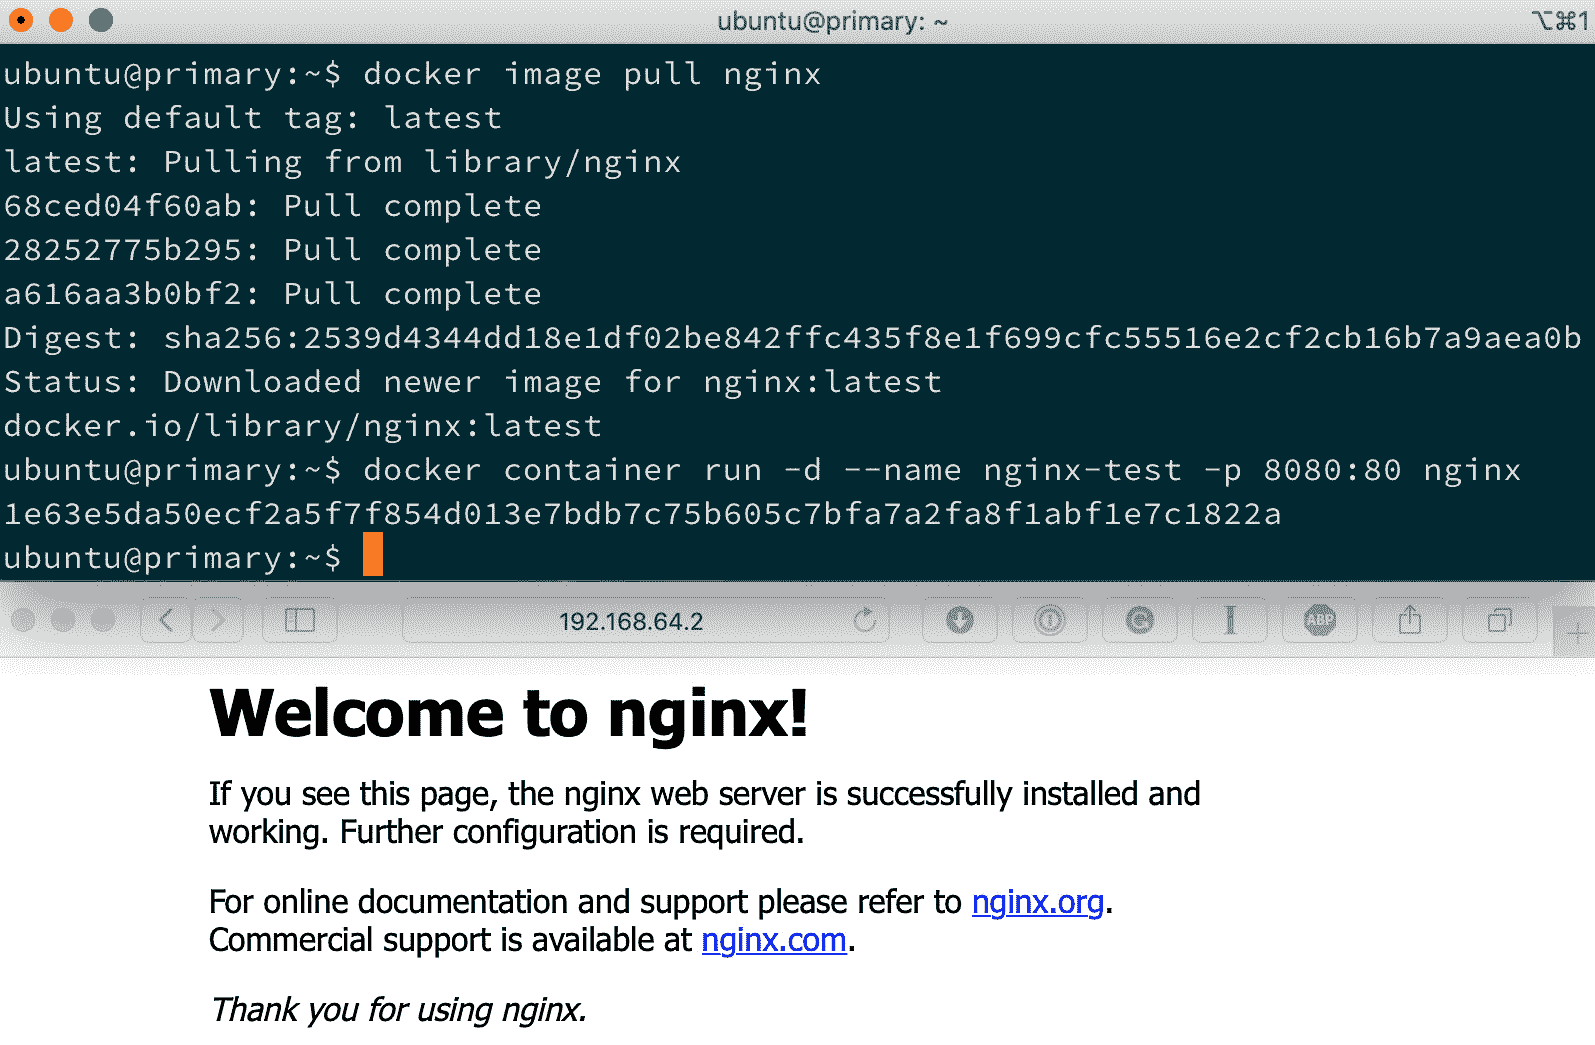 ubuntu@primary: ~
⌥⌘1
ubuntu@primary:~$ docker image pull nginx
Using default tag: latest
latest: Pulling from library/nginx
68ced04f60ab: Pull complete
28252775b295: Pull complete
a616aa3b0bf2: Pull complete
Digest: sha256:2539d4344dd18e1df02be842ffc435f8e1f699cfc55516e2cf2cb16b7a9aea0b
Status: Downloaded newer image for nginx:latest
docker.io/library/nginx:latest
ubuntu@primary:~$ docker container run -d --name nginx-test -p 8080:80 nginx
1e63e5da50ecf2a5f7f854d013e7bdb7c75b605c7bfa7a2fa8f1abf1e7c1822a
ubuntu@primary:~$
192.168.64.2
ABP
Welcome to nginx!
If you see this page, the nginx web server is successfully installed and
working. Further configuration is required.
For online documentation and support please refer to nginx.org.
Commercial support is available at nginx.com.
Thank you for using nginx.